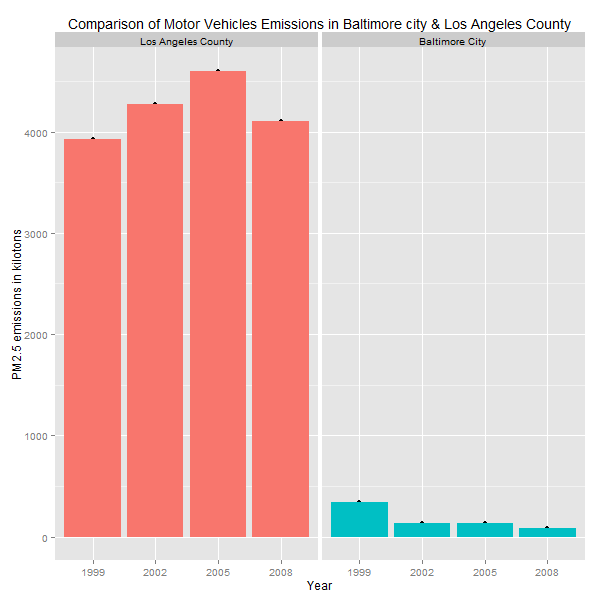 Comparison of Motor Vehicles Emissions in Baltimore city & Los Angeles County
Los Angeles County
Baltimore City
PM2.5 emissions in kilotons
4000
3000
2000
1000
0
1999 2002 2005 2008
1999 2002 2005 2008
Year